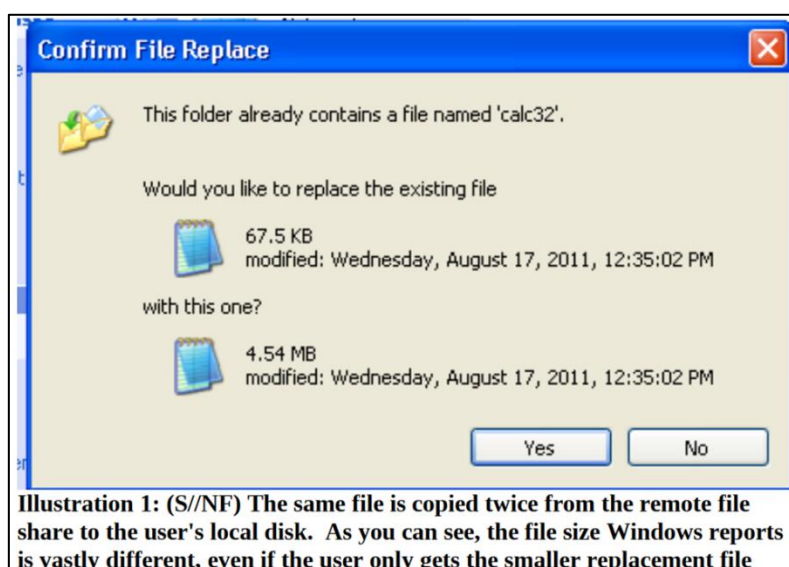 Confirm File Replace
This folder already contains a file named 'calc32'.
Would you like to replace the existing file
67.5 KB
modified: Wednesday, August 17, 2011, 12:35:02 PM
with this one?
4.54 MB
modified: Wednesday, August 17, 2011, 12:35:02 PM
Yes No
Illustration 1: (S//NF) The same file is copied twice from the remote file
share to the user's local disk. As you can see, the file size Windows reports
is vastly different, even if the user only gets the smaller replacement file